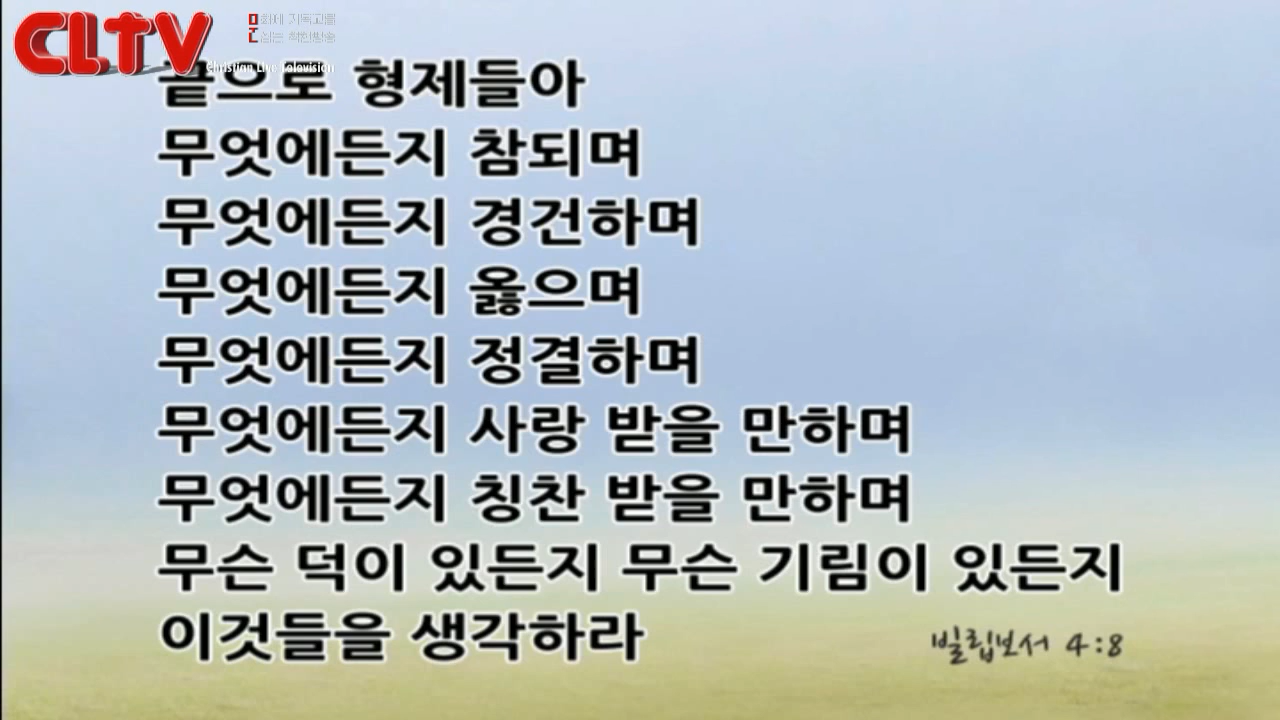 CLTV
Christian Live Television
끝으로 형제들아
무엇에든지 참되며
무엇에든지 경건하며
무엇에든지 옳으며
무엇에든지 정결하며
무엇에든지 사랑 받을 만하며
무엇에든지 칭찬 받을 만하며
무슨 덕이 있든지 무슨 기림이 있든지
이것들을 생각하라
빌립보서 4:8